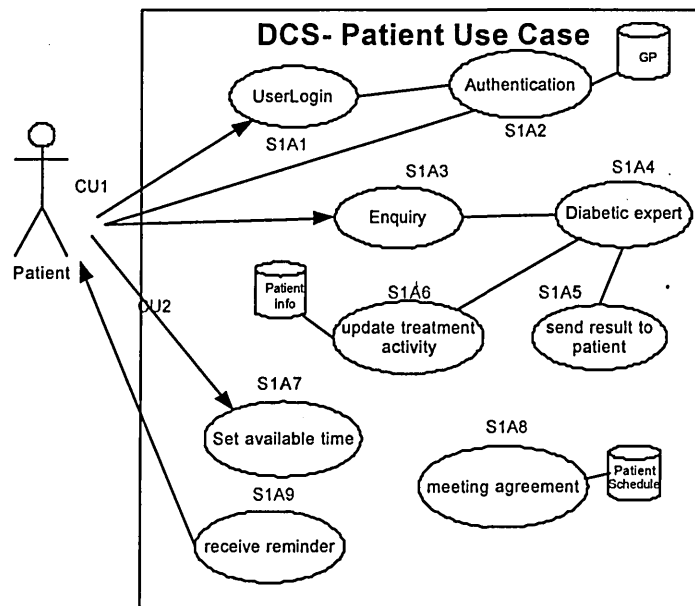 DCS- Patient Use Case
GP
UserLogin
Authentication
S1A1
S1A2
CU1
S1A3
S1A4
Enquiry
Diabetic expert
Patient
Patient
info
S1A6
S1A5
CU2
update treatment
activity
send result to
patient
S1A7
Set available time
S1A8
meeting agreement
Patient
Schedule
S1A9
receive reminder